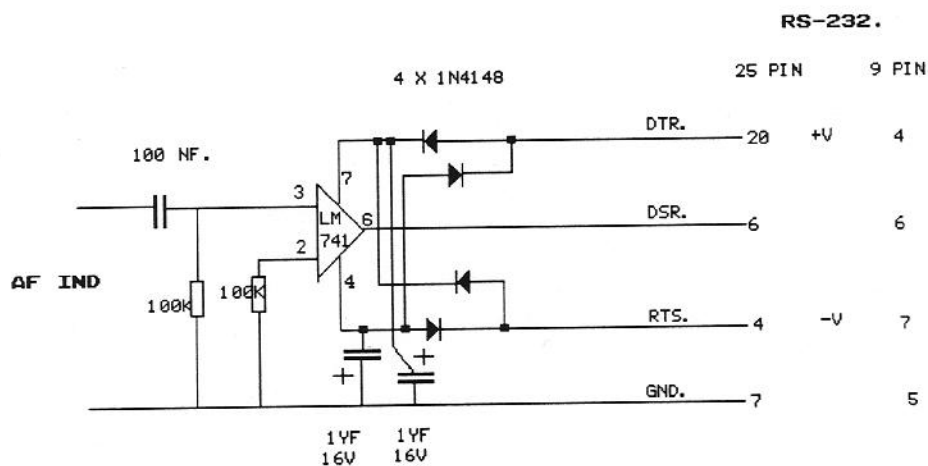 RS-232.
4 X 1N4148
25 PIN 9 PIN
DTR.
20 +V 4
100 NF.
7
3
LM
741
6
DSR.
6 6
2
AF IND
100K
100K
4
RTS.
4 -V 7
+
+
GND.
7 5
1YF
16V
1YF
16V